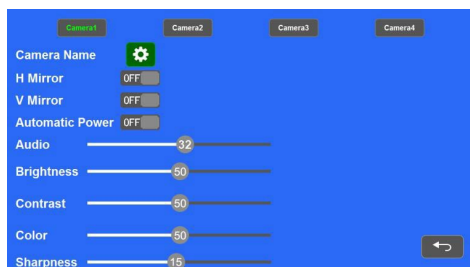 Camera1 Camera2 Camera3 Camera4
Camera Name
H Mirror OFF
V Mirror OFF
Automatic Power OFF
Audio 32
Brightness 50
Contrast 50
Color 50
Sharpness 15